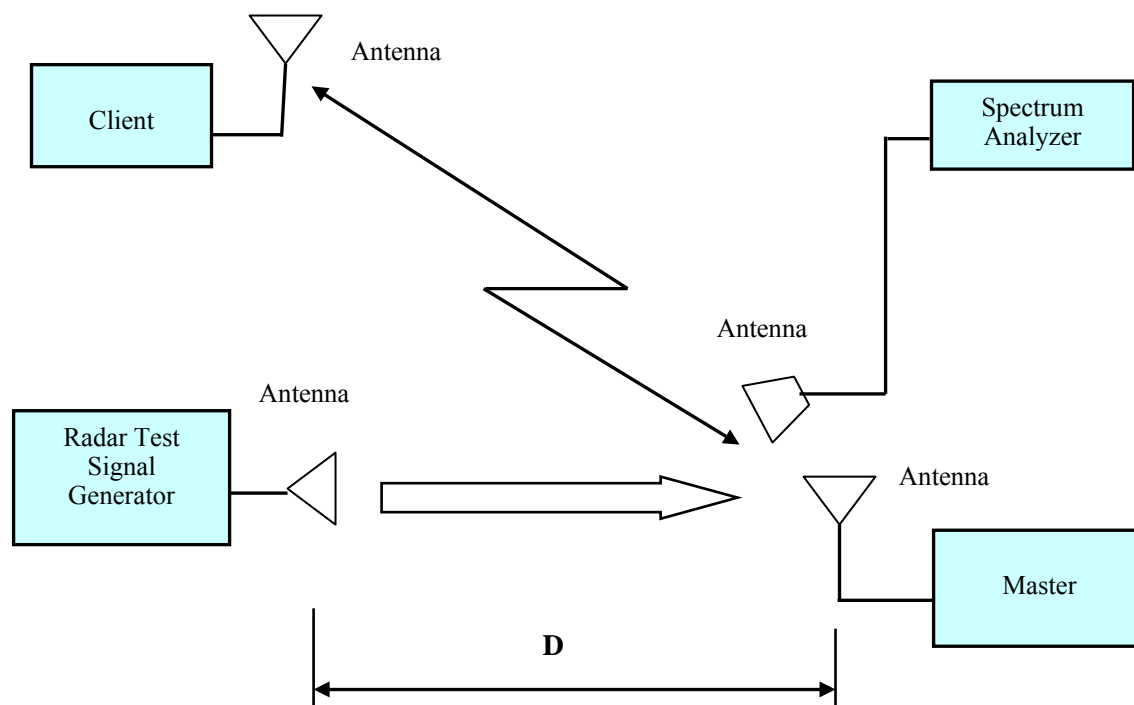 Antenna
Client
Spectrum
Analyzer
Antenna
Antenna
Radar Test
Signal
Generator
Antenna
Master
D